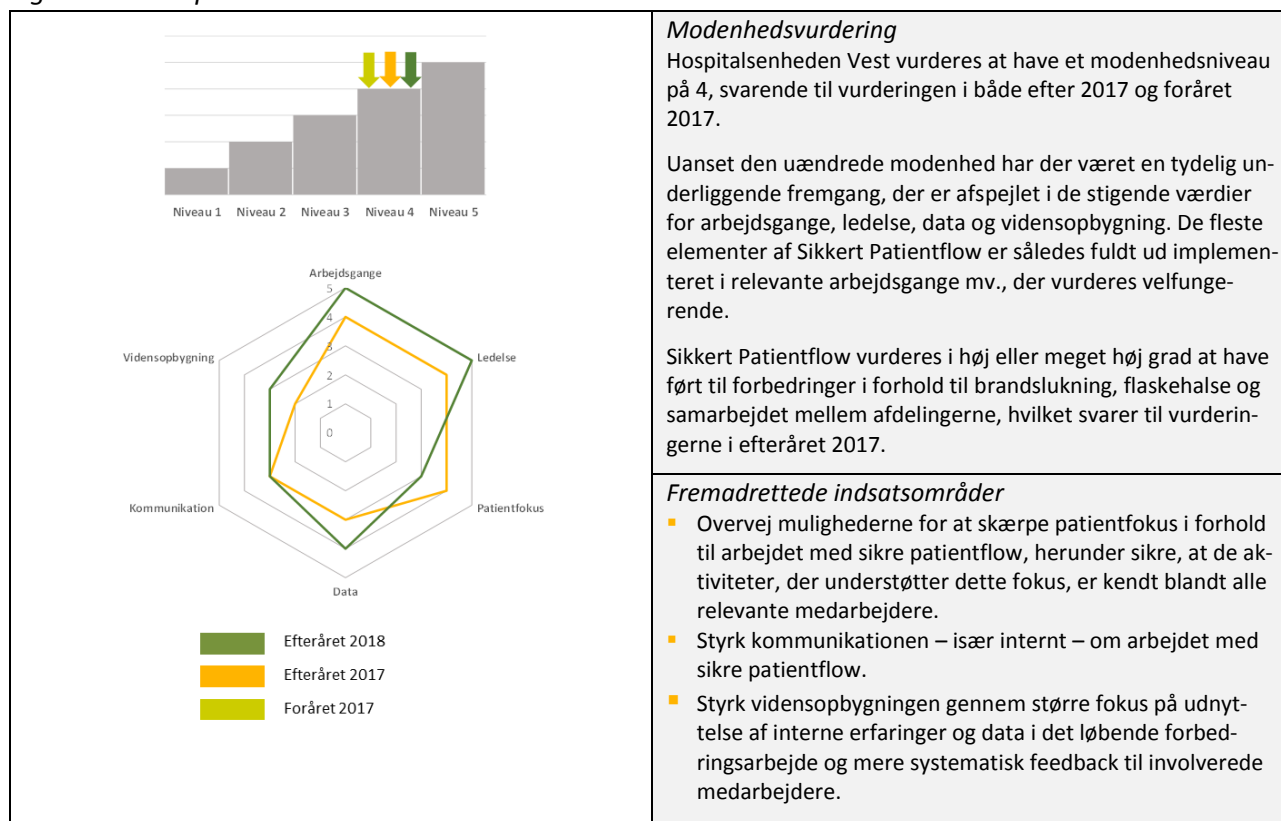 Niveau 1 Niveau 2 Niveau 3 Niveau 4 Niveau 5
Arbejdsgange
5
4
3
2
1
0
Vidensopbygning
Ledelse
Kommunikation
Patientfokus
Data
Efteråret 2018
Efteråret 2017
Foråret 2017
Modenhedsvurdering
Hospitalsenheden Vest vurderes at have et modenhedsniveau
på 4, svarende til vurderingen i både efter 2017 og foråret
2017.
Uanset den uændrede modenhed har der været en tydelig un-
derliggende fremgang, der er afspejlet i de stigende værdier
for arbejdsgange, ledelse, data og vidensopbygning. De fleste
elementer af Sikkert Patientflow er således fuldt ud implemen-
teret i relevante arbejdsgange mv., der vurderes velfunge-
rende.
Sikkert Patientflow vurderes i høj eller meget høj grad at have
ført til forbedringer i forhold til brandslukning, flaskehalse og
samarbejdet mellem afdelingerne, hvilket svarer til vurderin-
gerne i efteråret 2017.
Fremadrettede indsatsområder
▪ Overvej mulighederne for at skærpe patientfokus i forhold
til arbejdet med sikre patientflow, herunder sikre, at de ak-
tiviteter, der understøtter dette fokus, er kendt blandt alle
relevante medarbejdere.
▪ Styrk kommunikationen – især internt – om arbejdet med
sikre patientflow.
▪ Styrk vidensopbygningen gennem større fokus på udnyt-
telse af interne erfaringer og data i det løbende forbed-
ringsarbejde og mere systematisk feedback til involverede
medarbejdere.